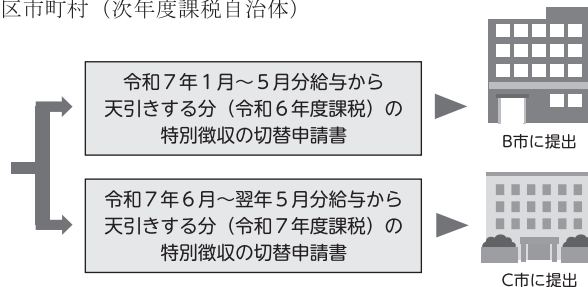 区市町村（次年度課税自治体）
令和７年１月～５月分給与から
天引きする分（令和６年度課税）の
特別徴収の切替申請書
B市に提出
令和７年６月～翌年５月分給与から
天引きする分（令和７年度課税）の
特別徴収の切替申請書
C市に提出